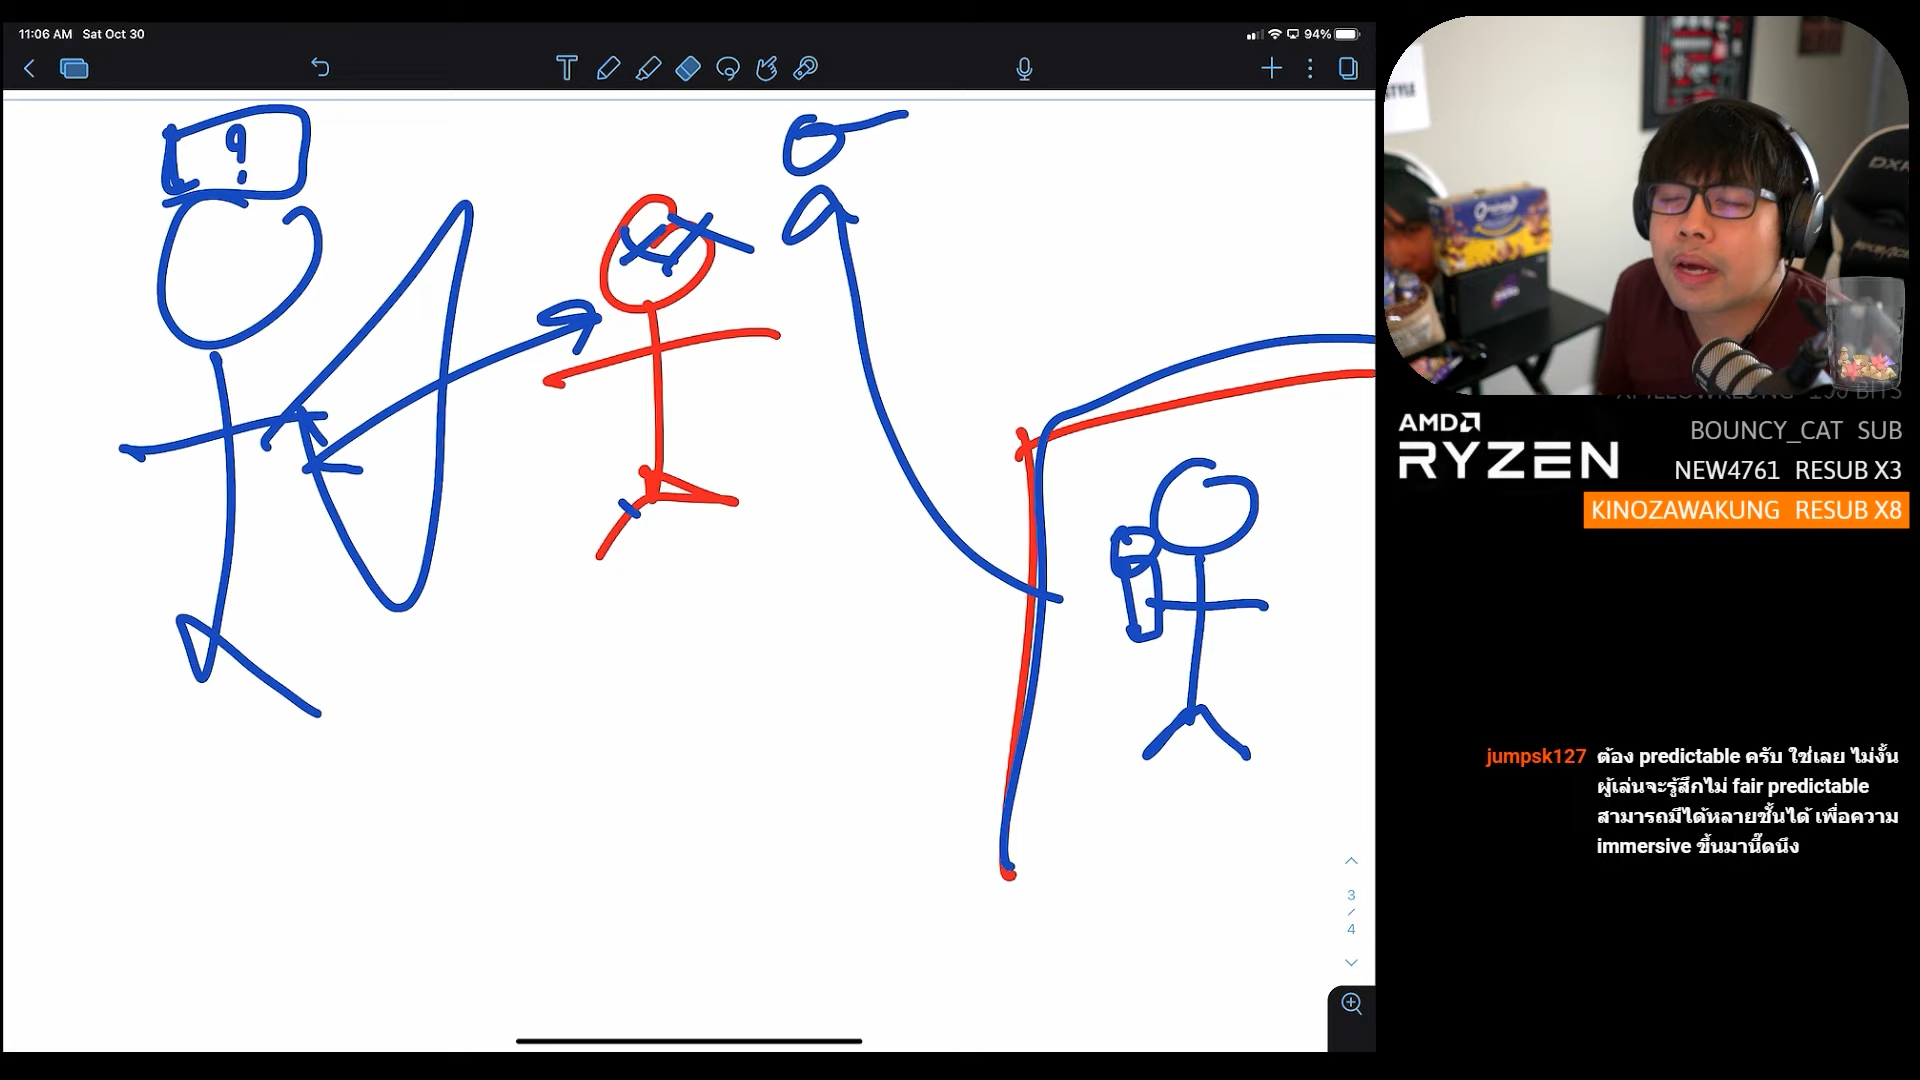 11:06 AM Sat Oct 30
94%
3
/
4
AMD
RYZEN
BOUNCY_CAT SUB
NEW4761 RESUB X3
KINOZAWAKUNG RESUB X8
jumpsk127 ต้อง predictable ครับ ใช่เลย ไม่งั้น
ผู้เล่นจะรู้สึกไม่ fair predictable
สามารถมีได้หลายชั้นได้ เพื่อความ
immersive ขึ้นมานี๊ดนึง